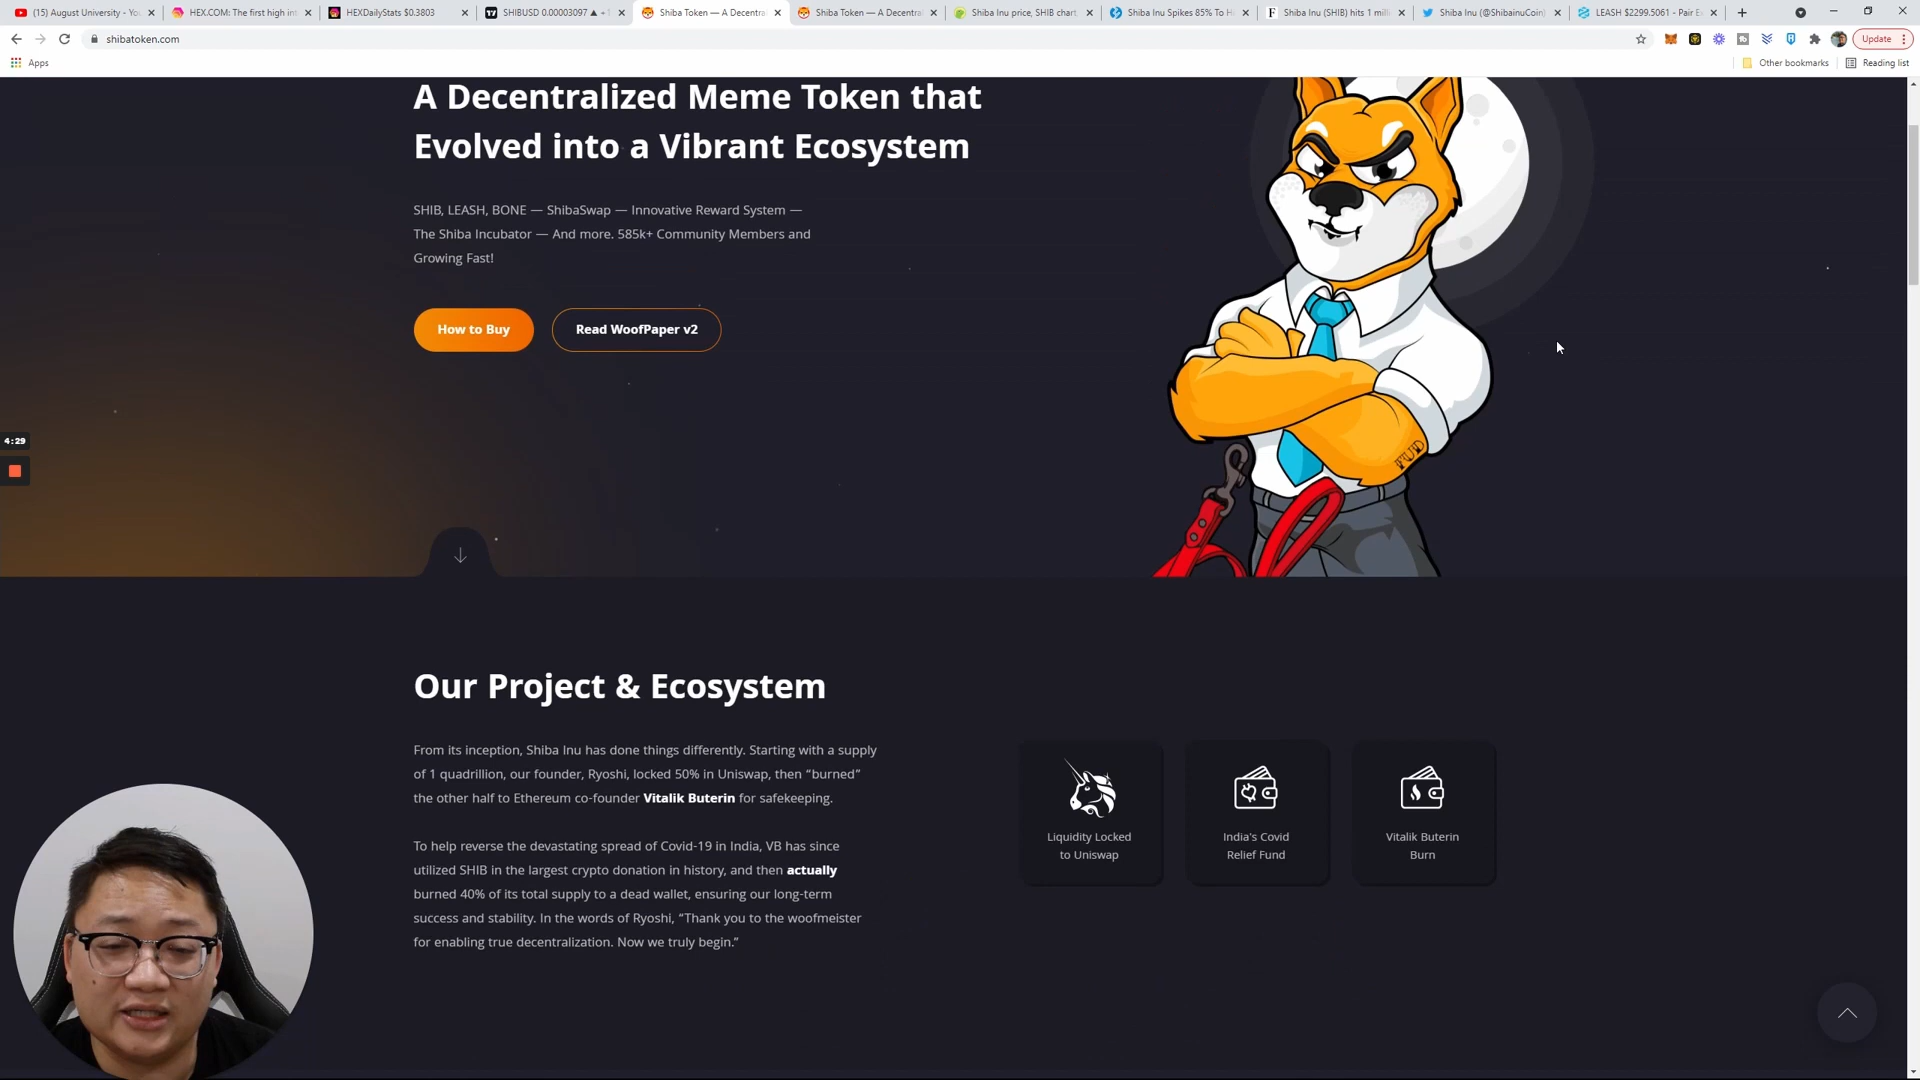 (15) August University - Yo
HEX.COM: The first high in
HEXDailyStats $0.3803
SHIBUSD 0.00003097 ▲ +1
Shiba Token — A Decentra
Shiba Token — A Decentra
Shiba Inu price, SHIB chart
Shiba Inu Spikes 85% To H
Shiba Inu (SHIB) hits 1 mill
Shiba Inu (@ShibainuCoin)
LEASH $2299.5061 - Pair E
shibatoken.com
Update
Apps
Other bookmarks
Reading list
A Decentralized Meme Token that
Evolved into a Vibrant Ecosystem
SHIB, LEASH, BONE — ShibaSwap — Innovative Reward System —
The Shiba Incubator — And more. 585k+ Community Members and
Growing Fast!
How to Buy
Read WoofPaper v2
FUD
4:29
Our Project & Ecosystem
From its inception, Shiba Inu has done things differently. Starting with a supply
of 1 quadrillion, our founder, Ryoshi, locked 50% in Uniswap, then “burned”
the other half to Ethereum co-founder Vitalik Buterin for safekeeping.
To help reverse the devastating spread of Covid-19 in India, VB has since
utilized SHIB in the largest crypto donation in history, and then actually
burned 40% of its total supply to a dead wallet, ensuring our long-term
success and stability. In the words of Ryoshi, “Thank you to the woofmeister
for enabling true decentralization. Now we truly begin.”
Liquidity Locked
to Uniswap
India's Covid
Relief Fund
Vitalik Buterin
Burn